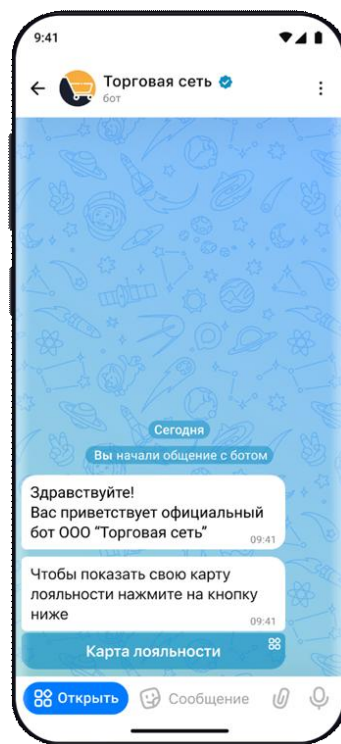 9:41
Торговая сеть
бот
Сегодня
Вы начали общение с ботом
Здравствуйте!
Вас приветствует официальный
бот ООО "Торговая сеть"
09:41
Чтобы показать свою карту
лояльности нажмите на кнопку
ниже
09:41
Карта лояльности
Открыть
Сообщение